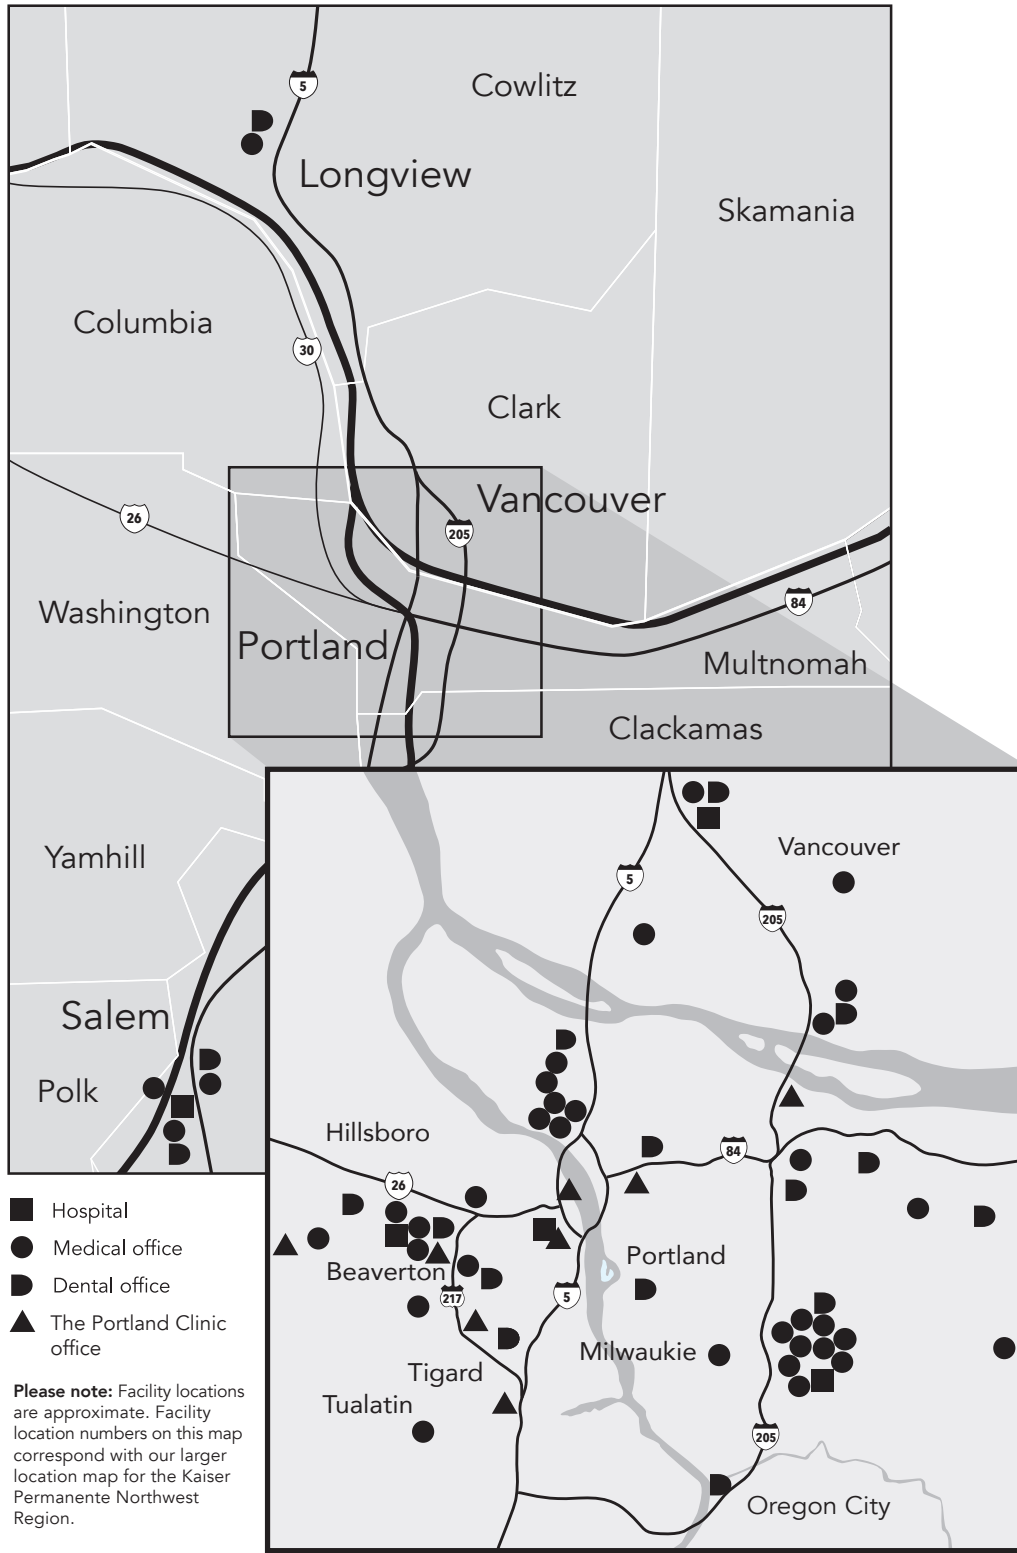 5
Cowlitz
Longview
Skamania
Columbia
30
Clark
Vancouver
26
205
Washington
84
Portland
Multnomah
Clackamas
Yamhill
Vancouver
5
205
Salem
Polk
Hillsboro
84
26
Portland
Beaverton
217
5
Milwaukie
Tigard
Tualatin
205
Oregon City
Hospital
Medical office
Dental office
The Portland Clinic
office
Please note: Facility locations
are approximate. Facility
location numbers on this map
correspond with our larger
location map for the Kaiser
Permanente Northwest
Region.